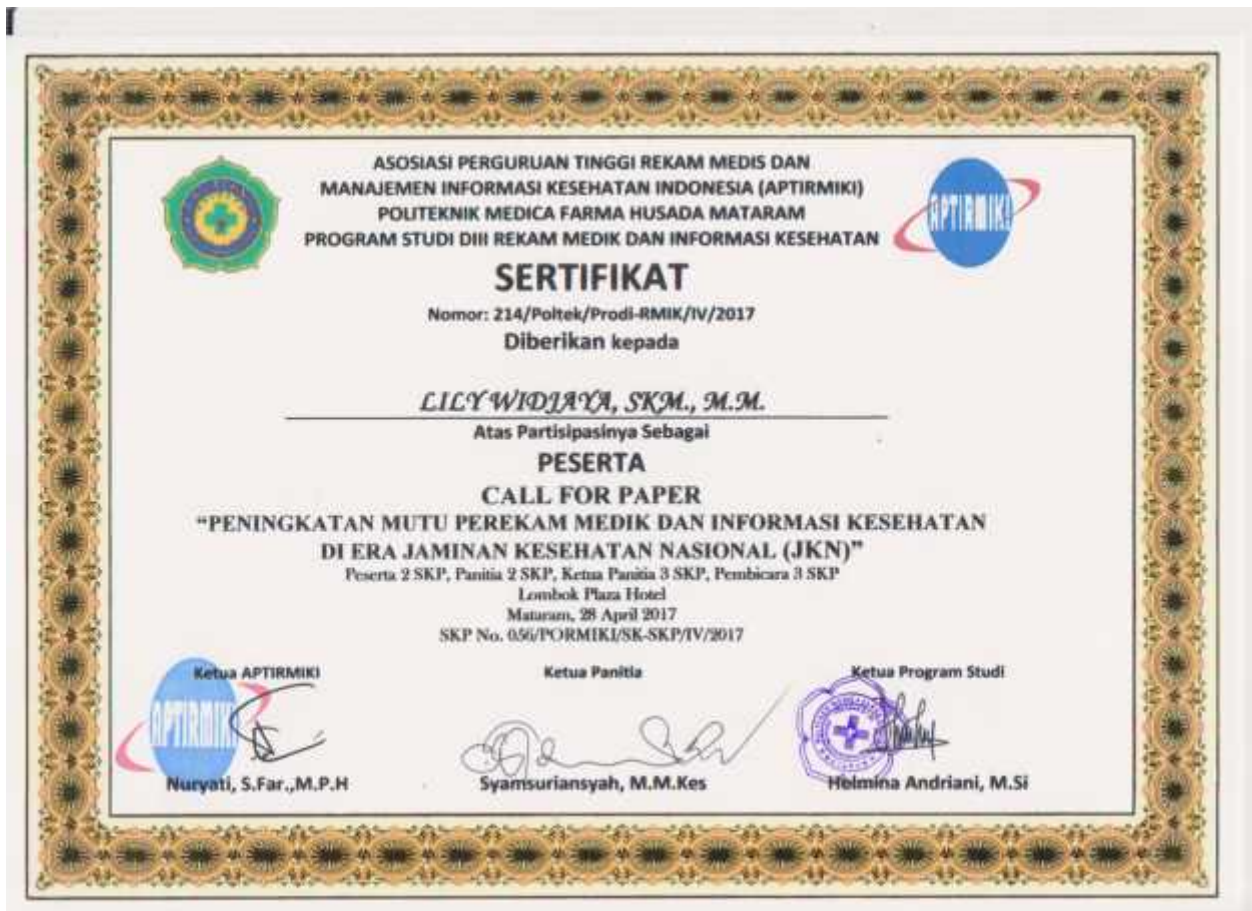 ASOSIASI PERGURUAN TINGGI REKAM MEDIS DAN
MANAJEMEN INFORMASI KESEHATAN INDONESIA (APTIRMIKI)
POLITEKNIK MEDICA FARMA HUSADA MATARAM
PROGRAM STUDI DIII REKAM MEDIK DAN INFORMASI KESEHATAN
APTIRMIKI
SERTIFIKAT
Nomor: 214/Poltek/Prodi-RMIK/IV/2017
Diberikan kepada
LILY WIDJAYA, SKM., M.M.
Atas Partisipasinya Sebagai
PESERTA
CALL FOR PAPER
“PENINGKATAN MUTU PEREKAM MEDIK DAN INFORMASI KESEHATAN
DI ERA JAMINAN KESEHATAN NASIONAL (JKN)”
Peserta 2 SKP, Panitia 2 SKP, Ketua Panitia 3 SKP, Pembicara 3 SKP
Lombok Plaza Hotel
Mataram, 28 April 2017
SKP No. 056/PORMIKI/SK-SKP/IV/2017
Ketua APTIRMIKI Ketua Panitia Ketua Program Studi
APTIRMIKI
Nuryati, S.Far.,M.P.H Syamsuriansyah, M.M.Kes Helmina Andriani, M.Si